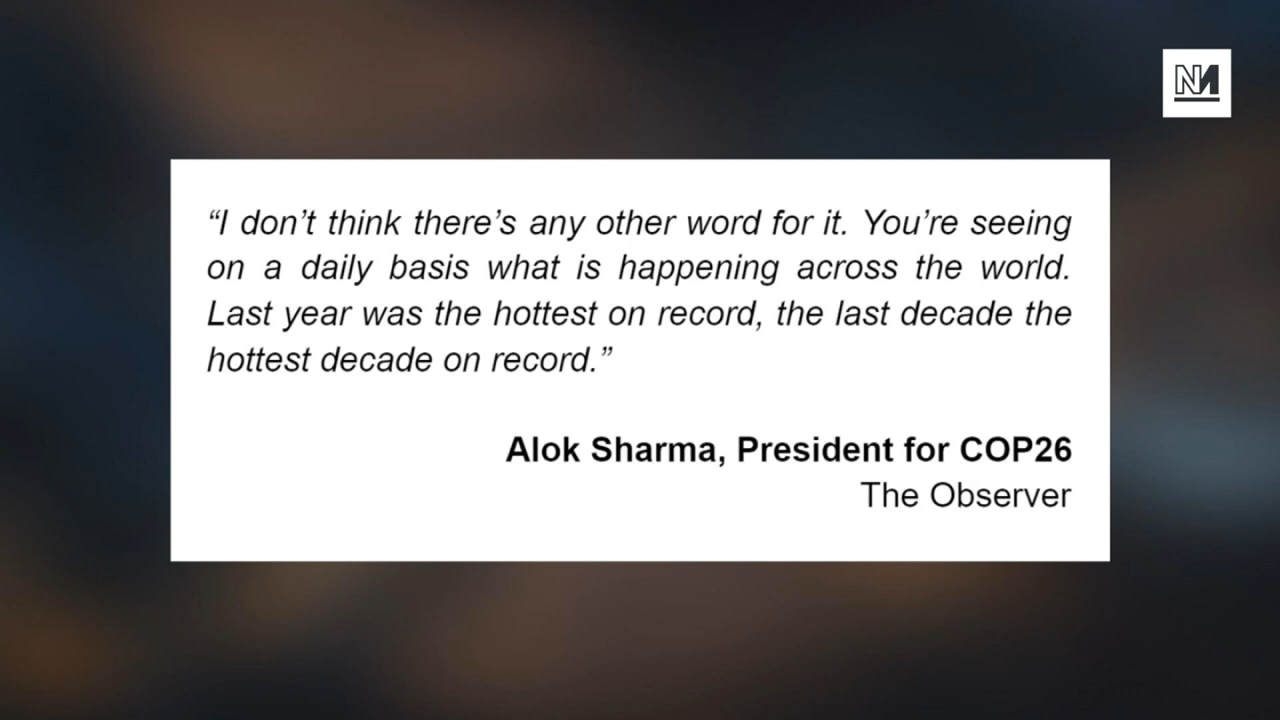 “I don’t think there’s any other word for it. You’re seeing
on a daily basis what is happening across the world.
Last year was the hottest on record, the last decade the
hottest decade on record.”
Alok Sharma, President for COP26
The Observer
NM